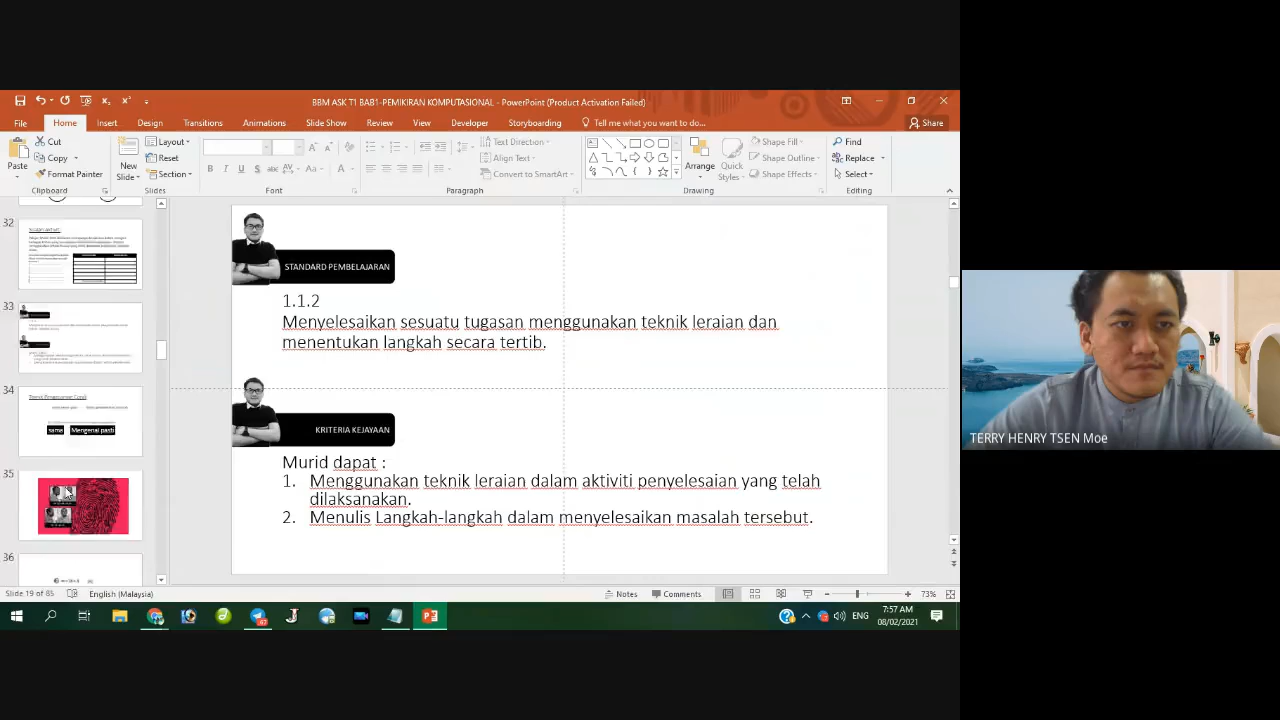 BBM ASK T1 BAB1-PEMIKIRAN KOMPUTASIONAL - PowerPoint (Product Activation Failed)
File Home Insert Design Transitions Animations Slide Show Review View Developer Storyboarding Tell me what you want to do... Share
Paste
Cut
Copy
Format Painter
Clipboard
New Slide
Layout
Reset
Section
Slides
Font
Text Direction
Align Text
Convert to SmartArt
Paragraph
Arrange
Quick Styles
Shape Fill
Shape Outline
Shape Effects
Drawing
Find
Replace
Select
Editing
32
33
34
sama Mengenal pasti
35
36
STANDARD PEMBELAJARAN
1.1.2
Menyelesaikan sesuatu tugasan menggunakan teknik leraian dan
menentukan langkah secara tertib.
KRITERIA KEJAYAAN
Murid dapat :
1. Menggunakan teknik leraian dalam aktiviti penyelesaian yang telah
dilaksanakan.
2. Menulis Langkah-langkah dalam menyelesaikan masalah tersebut.
TERRY HENRY TSEN Moe
Slide 19 of 85 English (Malaysia) Notes Comments 73%
ENG
7:57 AM
08/02/2021